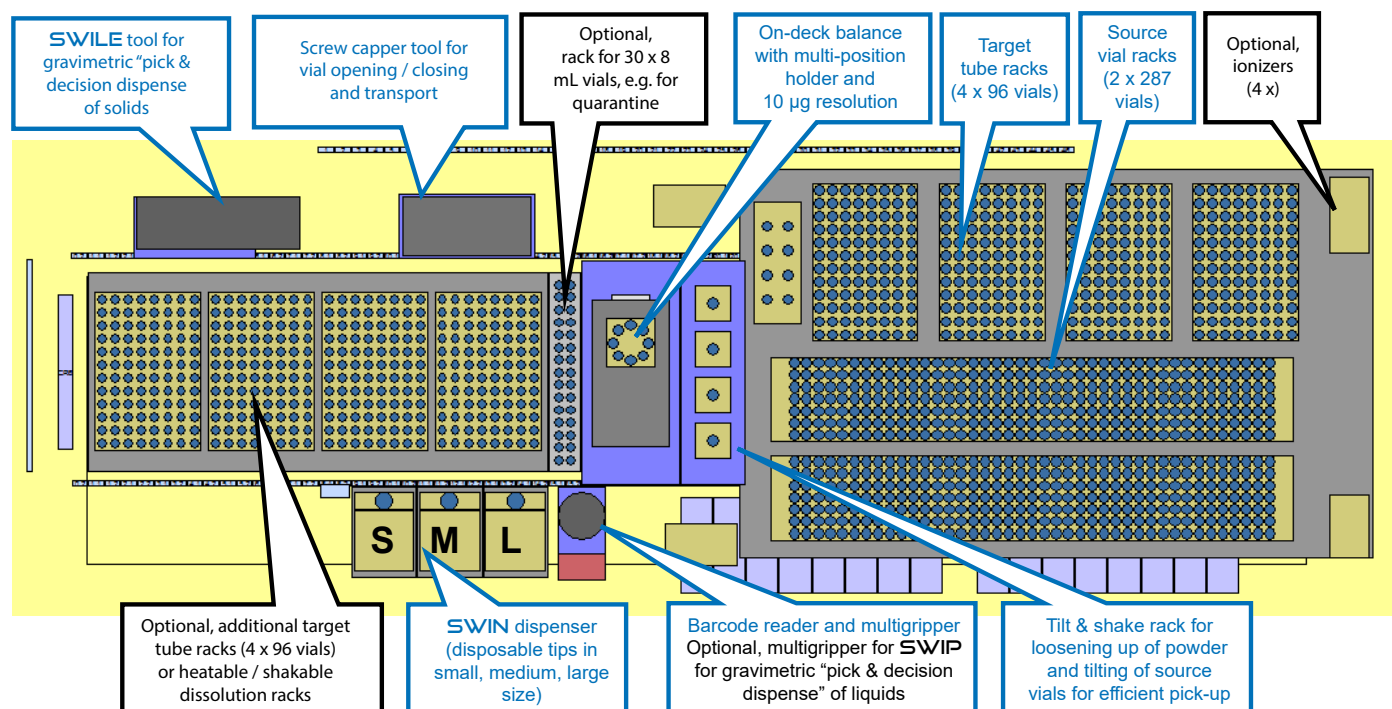 SWILE tool for
gravimetric “pick &
decision dispense
of solids
Screw capper tool for
vial opening / closing
and transport
Optional,
rack for 30 x 8
mL vials, e.g. for
quarantine
On-deck balance
with multi-position
holder and
10 µg resolution
Target
tube racks
(4 x 96 vials)
Source
vial racks
(2 x 287
vials)
Optional,
ionizers
(4 x)
S M L
Optional, additional target
tube racks (4 x 96 vials)
or heatable / shakable
dissolution racks
SWIN dispenser
(disposable tips in
small, medium, large
size)
Barcode reader and multigripper
Optional, multigripper for SWIP
for gravimetric “pick & decision
dispense” of liquids
Tilt & shake rack for
loosening up of powder
and tilting of source
vials for efficient pick-up